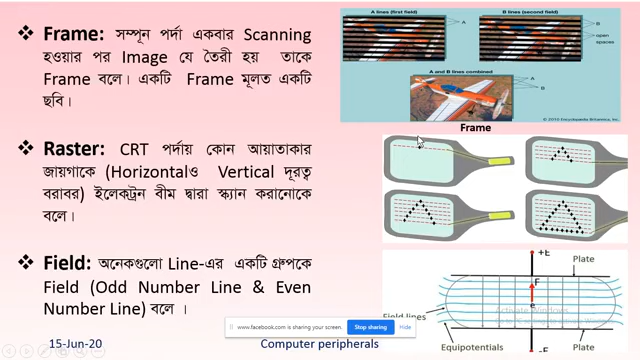 Frame: সম্পূন পর্দা একবার Scanning
হওয়ার পর Image যে তৈরী হয় তাকে
Frame বলে। একটি Frame মূলত একটি
ছবি।
A lines (first field)
B lines (second field)
A
B
open
spaces
A and B lines combined
A
B
© 2010 Encyclopædia Britannica, Inc.
Frame
Raster: CRT পর্দায় কোন আয়াতাকার
জায়গাকে (Horizontalও Vertical দূরত্ব
বরাবর) ইলেকট্রন বীম দ্বারা স্ক্যান করানোকে
বলে।
Field: অনেকগুলো Line-এর একটি গ্রুপকে
Field (Odd Number Line & Even
Number Line) বলে ।
+E
Plate
F
e
Field lines
Equipotentials
-E
Plate
Activate Windows
www.facebook.com is sharing your screen.
Stop sharing
Hide
15-Jun-20
Computer peripherals